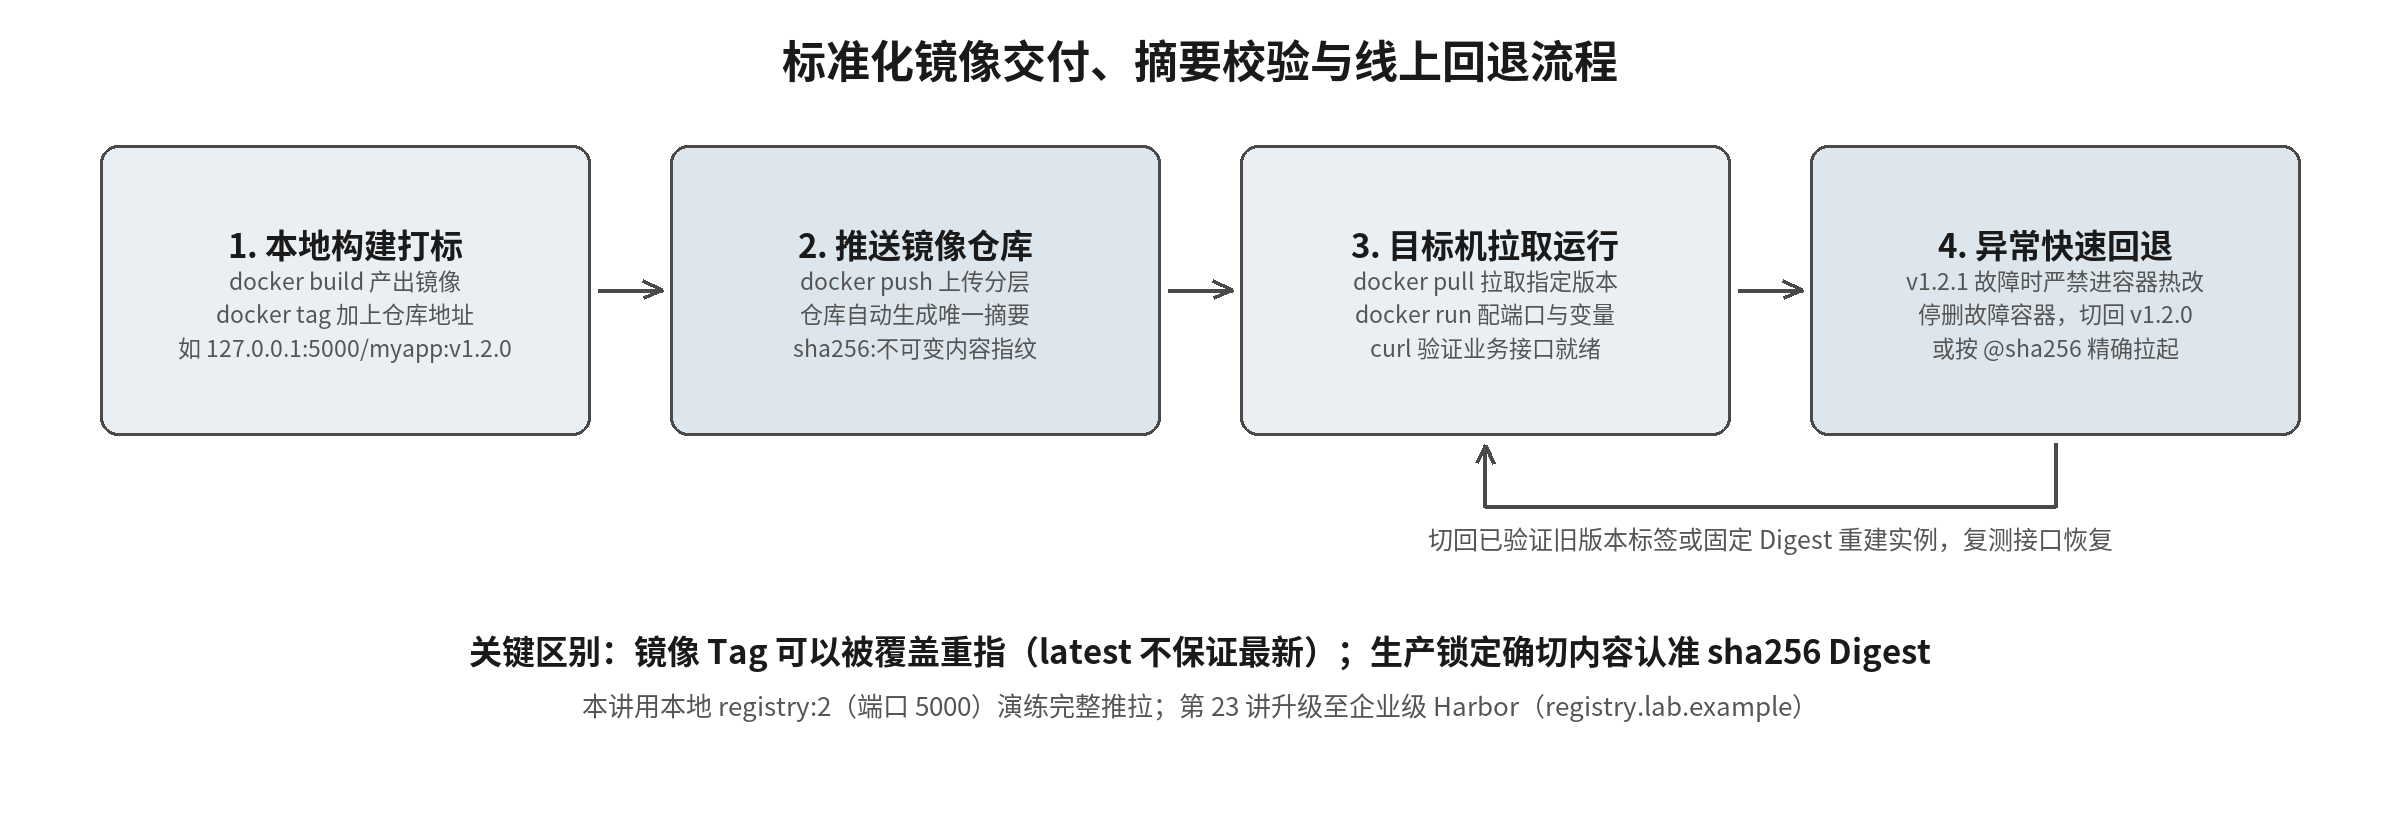 标准化镜像交付、摘要校验与线上回退流程
1. 本地构建打标
docker build 产出镜像
docker tag 加上仓库地址
如 127.0.0.1:5000/myapp:v1.2.0
2. 推送镜像仓库
docker push 上传分层
仓库自动生成唯一摘要
sha256:不可变内容指纹
3. 目标机拉取运行
docker pull 拉取指定版本
docker run 配端口与变量
curl 验证业务接口就绪
4. 异常快速回退
v1.2.1 故障时严禁进容器热改
停删故障容器，切回 v1.2.0
或按 @sha256 精确拉起
切回已验证旧版本标签或固定 Digest 重建实例，复测接口恢复
关键区别：镜像 Tag 可以被覆盖重指（latest 不保证最新）；生产锁定确切内容认准 sha256 Digest
本讲用本地 registry:2（端口 5000）演练完整推拉；第 23 讲升级至企业级 Harbor（registry.lab.example）